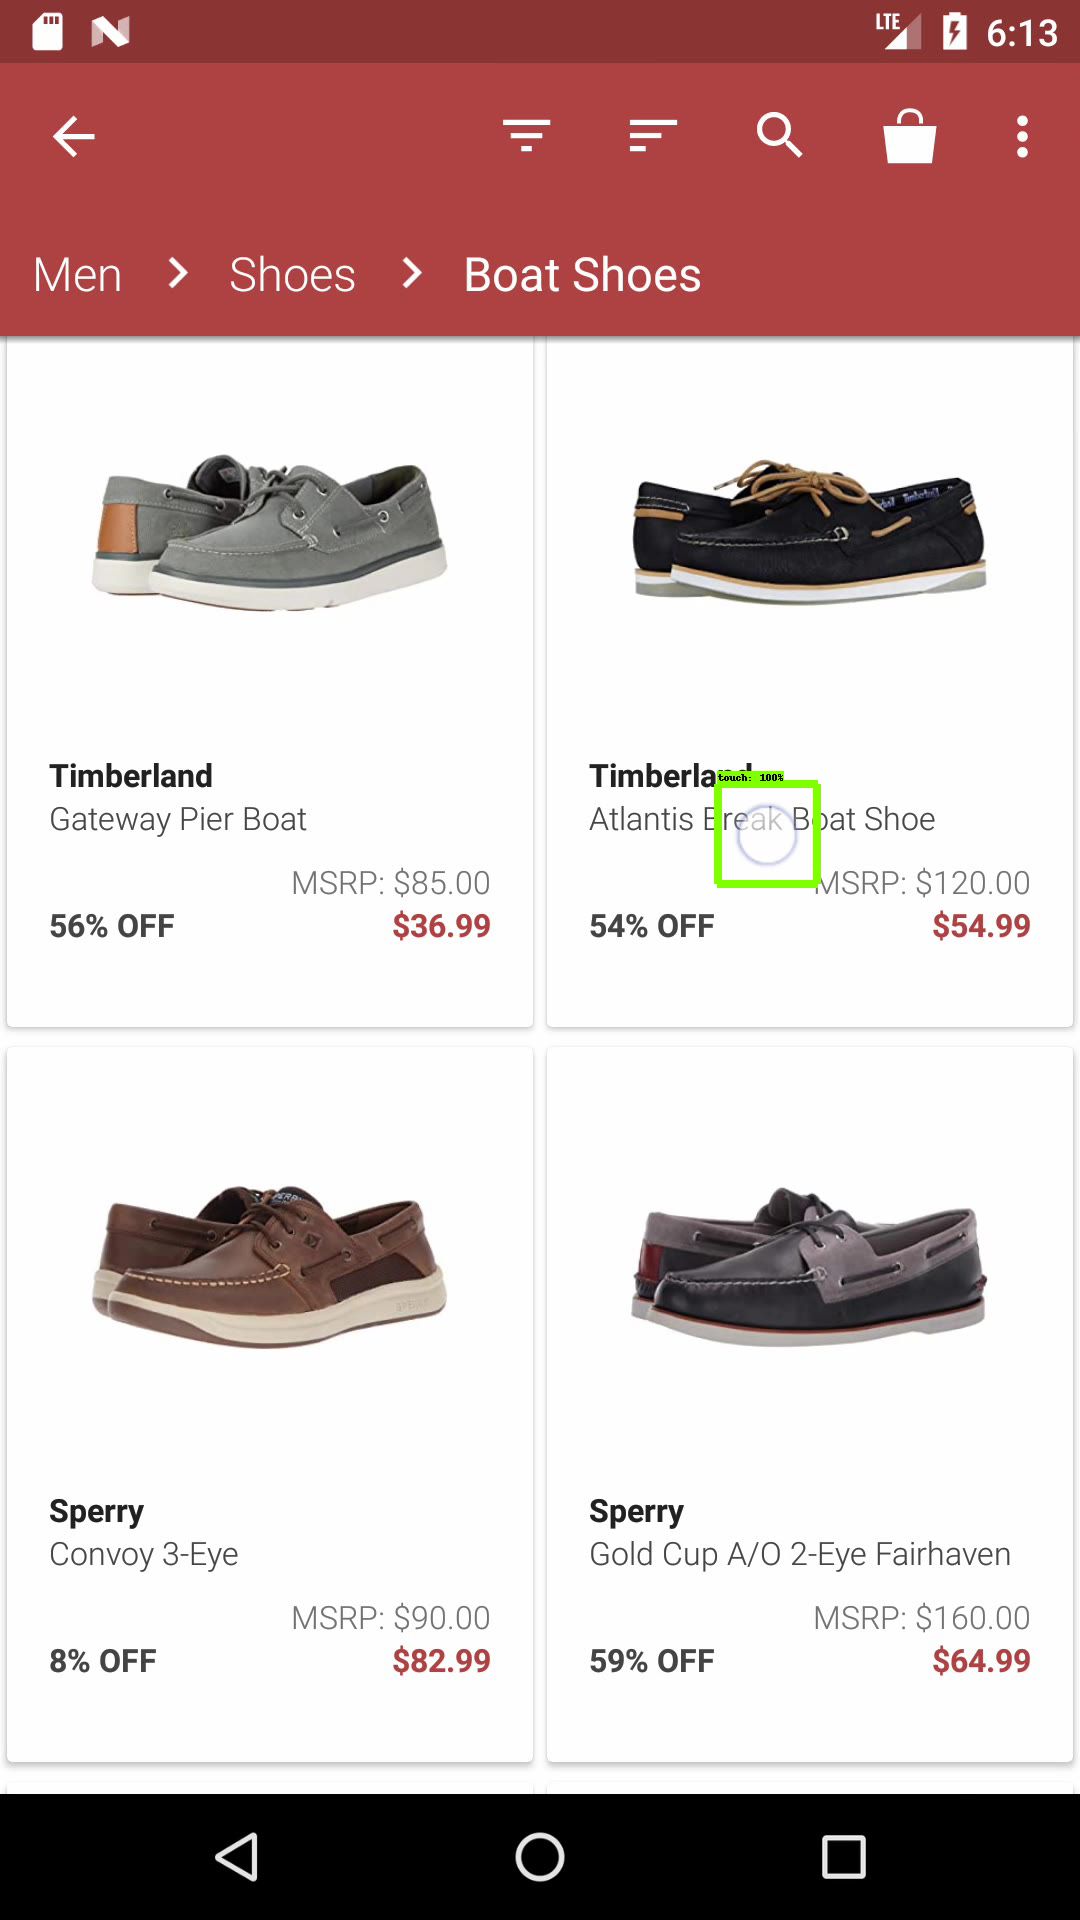 LTE 6:13
Men > Shoes > Boat Shoes
Timberland
Gateway Pier Boat
MSRP: $85.00
56% OFF $36.99
Timberland
touch: 100%
Atlantis Break Boat Shoe
MSRP: $120.00
54% OFF $54.99
Sperry
Convoy 3-Eye
MSRP: $90.00
8% OFF $82.99
Sperry
Gold Cup A/O 2-Eye Fairhaven
MSRP: $160.00
59% OFF $64.99